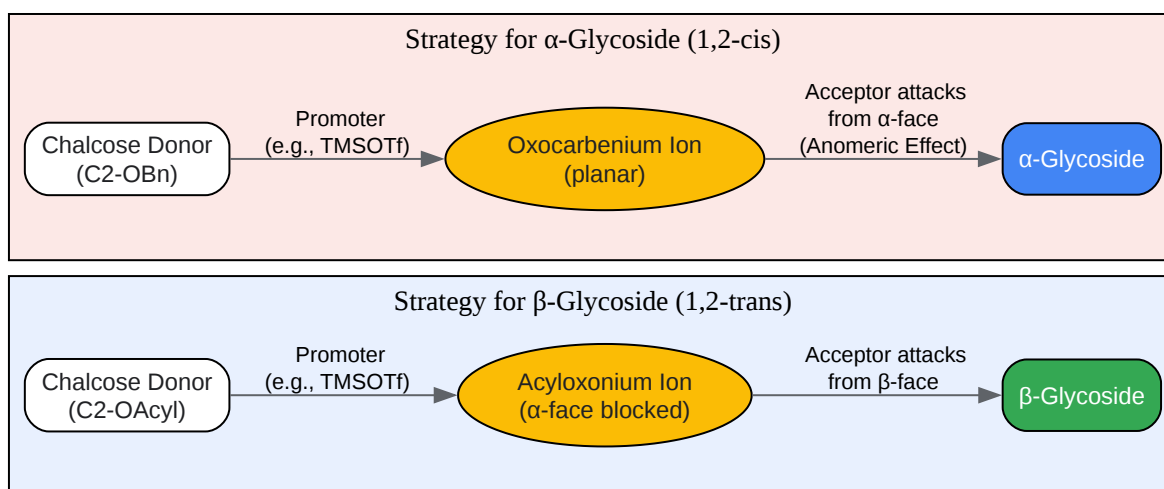 Strategy for α-Glycoside (1,2-cis)
Chalcose Donor
(C2-OBn)
Promoter
(e.g., TMSOTf)
Oxocarbenium Ion
(planar)
Acceptor attacks
from α-face
(Anomeric Effect)
α-Glycoside
Strategy for β-Glycoside (1,2-trans)
Chalcose Donor
(C2-OAcyl)
Promoter
(e.g., TMSOTf)
Acyloxonium Ion
(α-face blocked)
Acceptor attacks
from β-face
β-Glycoside